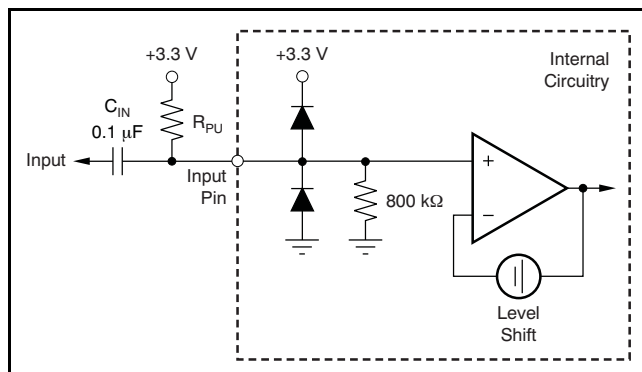 +3.3 V
+3.3 V
Internal
Circuitry
C_IN
0.1 µF
R_PU
Input
Input
Pin
800 kΩ
+
−
Level
Shift